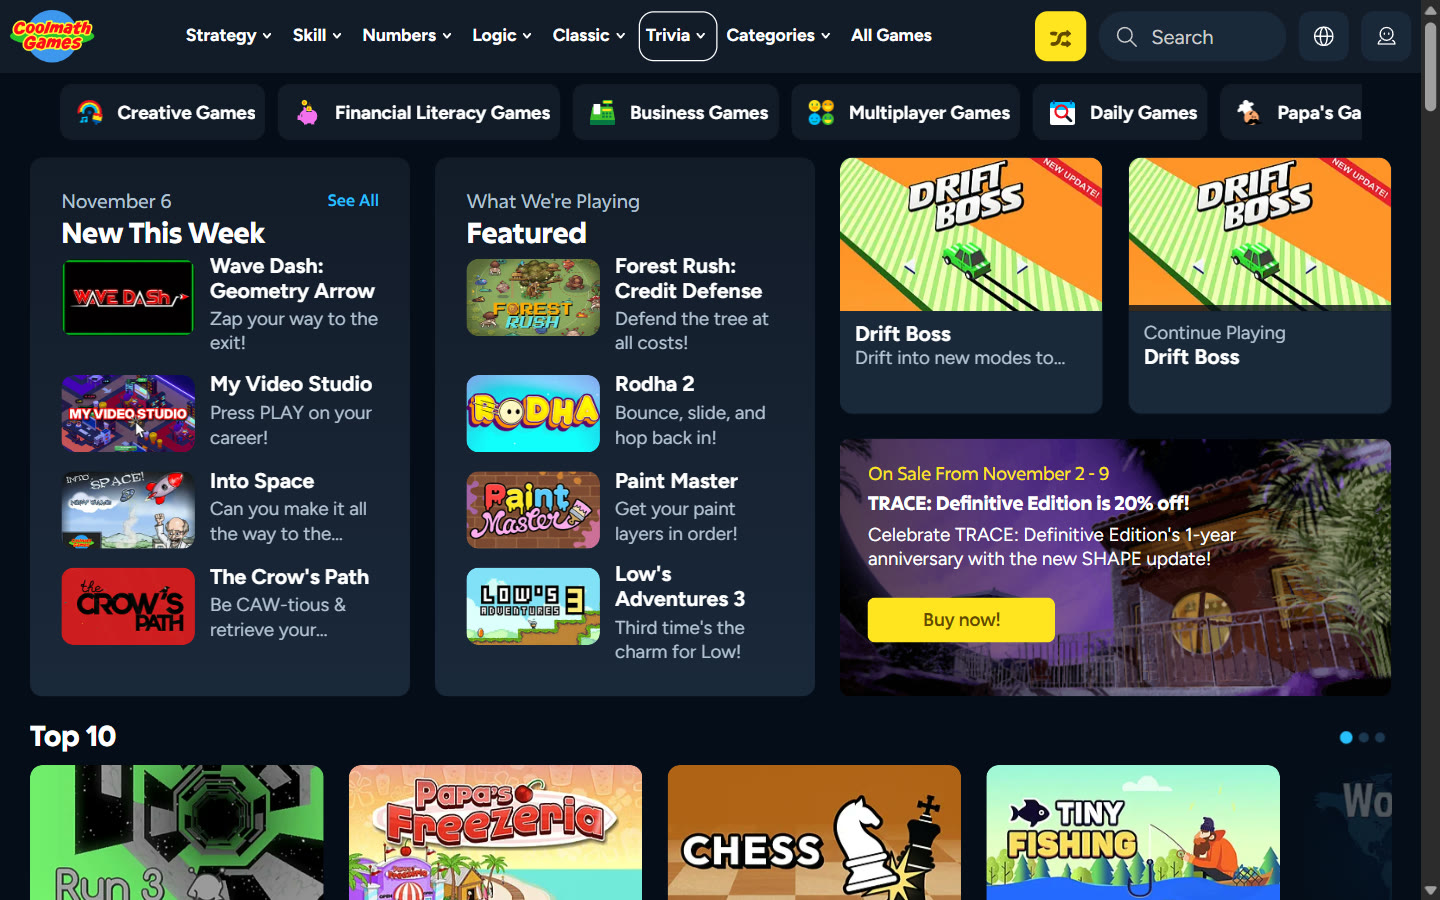 Coolmath
Games
Strategy
Skill
Numbers
Logic
Classic
Trivia
Categories
All Games
Search
Creative Games
Financial Literacy Games
Business Games
Multiplayer Games
Daily Games
Papa's Ga
November 6
See All
New This Week
WAVE DASh
Wave Dash:
Geometry Arrow
Zap your way to the
exit!
MY VIDEO STUDIO
My Video Studio
Press PLAY on your
career!
INTO SPACE!
Into Space
Can you make it all
the way to the...
the
CROW'S
PATH
The Crow's Path
Be CAW-tious &
retrieve your...
What We're Playing
Featured
FOREST
RUSH
Forest Rush:
Credit Defense
Defend the tree at
all costs!
RODHA
Rodha 2
Bounce, slide, and
hop back in!
Paint
Master
Paint Master
Get your paint
layers in order!
LOW'S
ADVENTURES 3
Low's
Adventures 3
Third time's the
charm for Low!
DRIFT
BOSS
NEW UPDATE!
Drift Boss
Drift into new modes to...
DRIFT
BOSS
NEW UPDATE!
Continue Playing
Drift Boss
On Sale From November 2 - 9
TRACE: Definitive Edition is 20% off!
Celebrate TRACE: Definitive Edition's 1-year
anniversary with the new SHAPE update!
Buy now!
Top 10
Run 3
Papa's
Freezeria
CHESS
TINY
FISHING
Wo